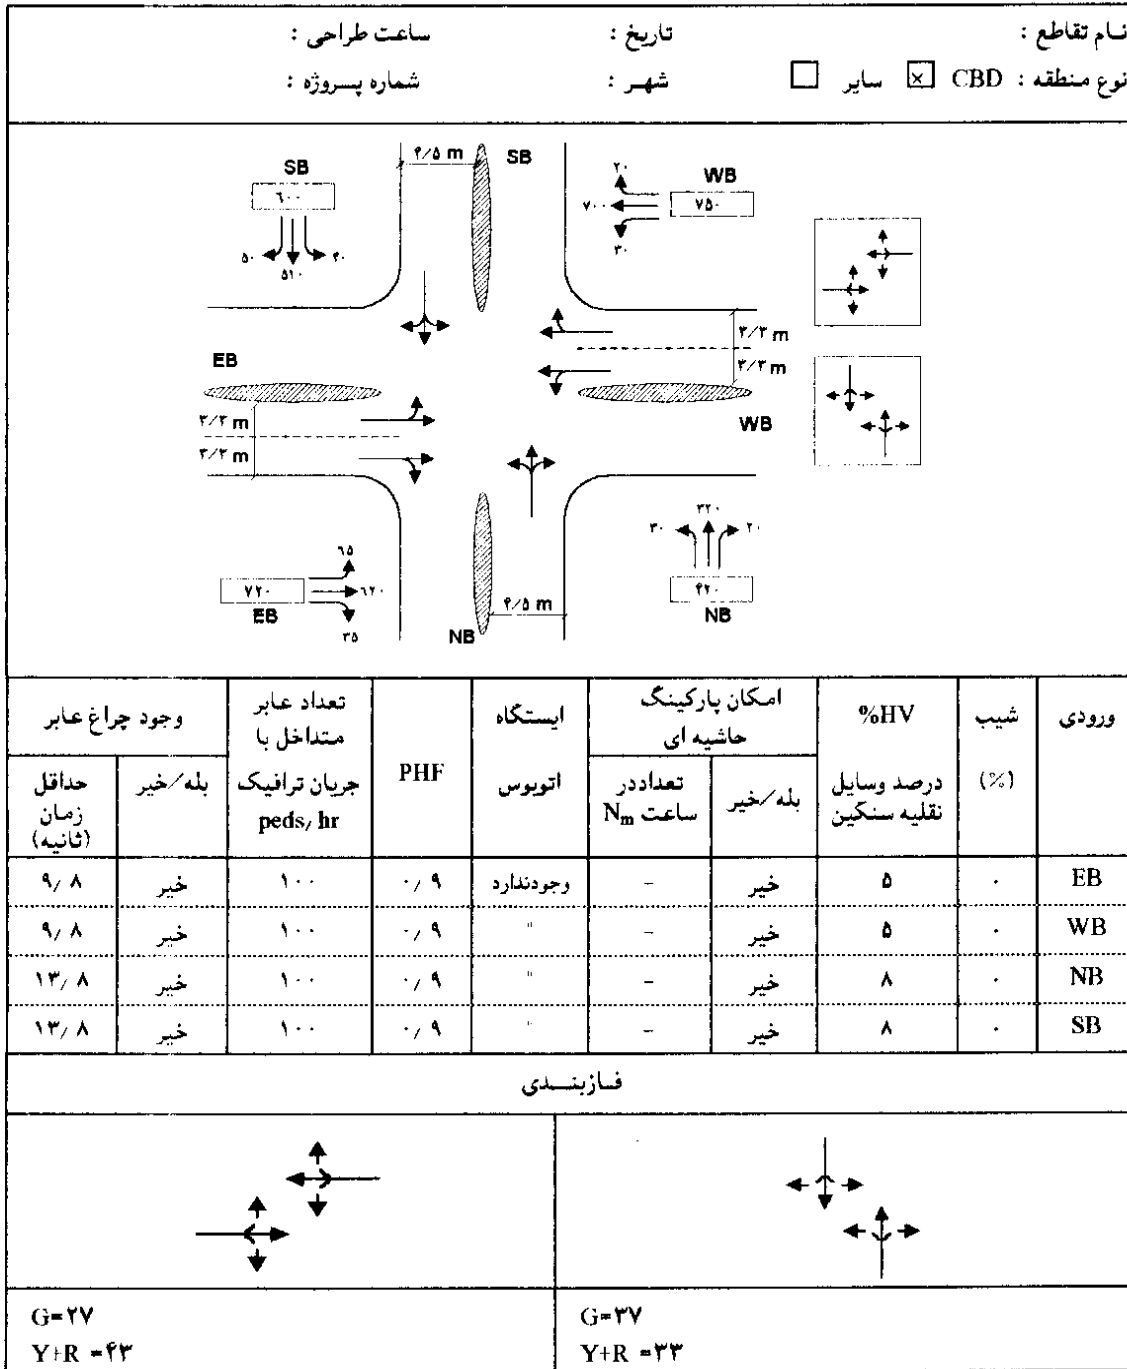 نام تقاطع : تاریخ : ساعت طراحی :
نوع منطقه : CBD ☒ سایر ☐ شهر : شماره پروژه :
SB
۶۰۰
۵۰
۵۱۰
۴۰
۴/۵ m
SB
WB
۷۵۰
۲۰
۷۰۰
۳۰
۳/۳ m
۳/۳ m
WB
EB
۳/۳ m
۳/۳ m
۶۵
۷۲۰
۶۲۰
EB
۳۵
NB
۴/۵ m
۳۲۰
۳۰
۲۰
۴۲۰
NB
ورودی شیب (%) %HV درصد وسایل نقلیه سنگین امکان پارکینگ حاشیه ای ایستگاه اتوبوس PHF تعداد عابر متداخل با جریان ترافیک peds/hr وجود چراغ عابر
بله/خیر تعداددر ساعت Nm بله/خیر حداقل زمان (ثانیه)
EB ۰ ۵ خیر - وجودندارد ۰/۹ ۱۰۰ خیر ۹/۸
WB ۰ ۵ خیر - " ۰/۹ ۱۰۰ خیر ۹/۸
NB ۰ ۸ خیر - " ۰/۹ ۱۰۰ خیر ۱۳/۸
SB ۰ ۸ خیر - " ۰/۹ ۱۰۰ خیر ۱۳/۸
فازبندی
G=۲۷
Y+R =۴۳
G=۳۷
Y+R =۳۳